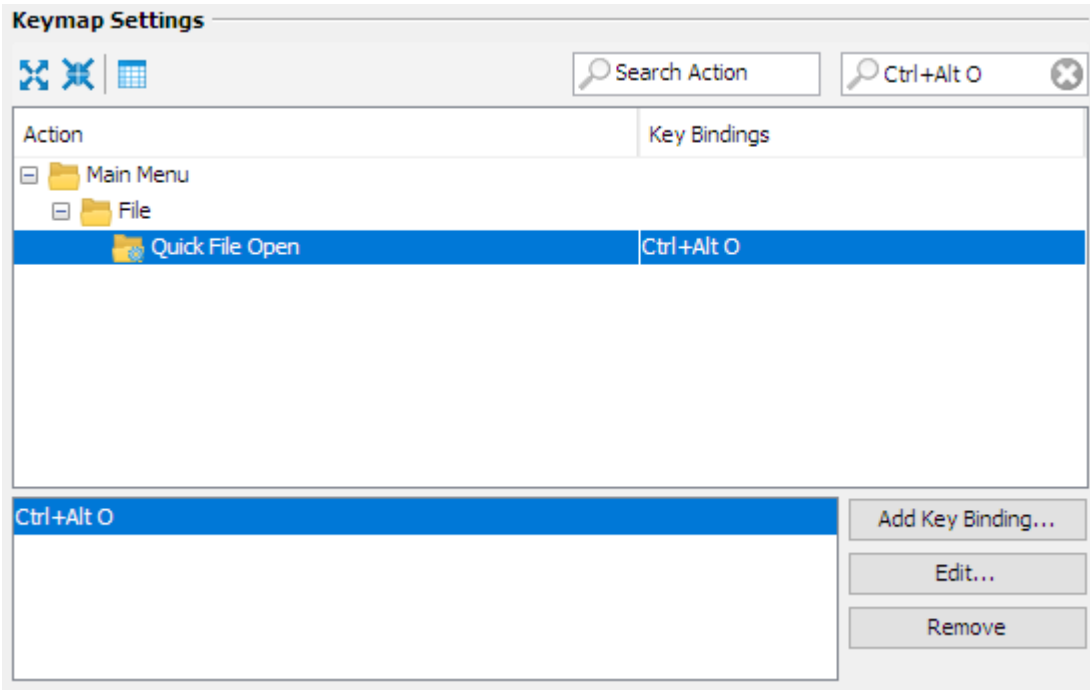 Keymap Settings
Search Action
Ctrl+Alt O
Action
Key Bindings
Main Menu
File
Quick File Open
Ctrl+Alt O
Ctrl+Alt O
Add Key Binding...
Edit...
Remove